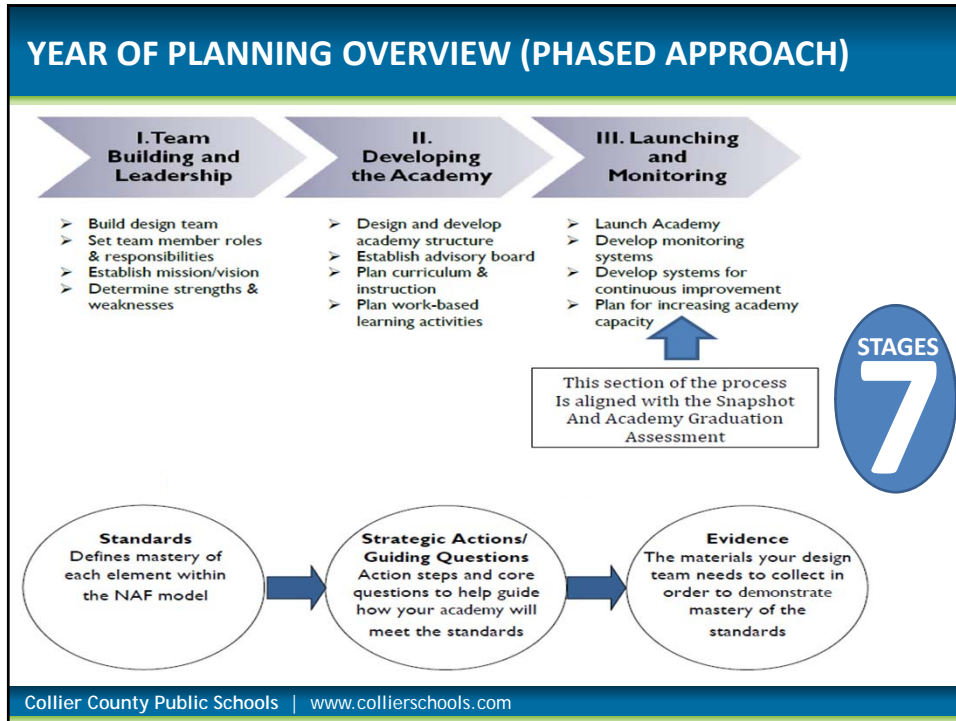 YEAR OF PLANNING OVERVIEW (PHASED APPROACH)
I.Team
Building and
Leadership
➢ Build design team
➢ Set team member roles
& responsibilities
➢ Establish mission/vision
➢ Determine strengths &
weaknesses
II.
Developing
the Academy
➢ Design and develop
academy structure
➢ Establish advisory board
➢ Plan curriculum &
instruction
➢ Plan work-based
learning activities
III. Launching
and
Monitoring
➢ Launch Academy
➢ Develop monitoring
systems
➢ Develop systems for
continuous improvement
➢ Plan for increasing academy
capacity
This section of the process
Is aligned with the Snapshot
And Academy Graduation
Assessment
STAGES
7
Standards
Defines mastery of
each element within
the NAF model
Strategic Actions/
Guiding Questions
Action steps and core
questions to help guide
how your academy will
meet the standards
Evidence
The materials your design
team needs to collect in
order to demonstrate
mastery of the
standards
Collier County Public Schools | www.collierschools.com